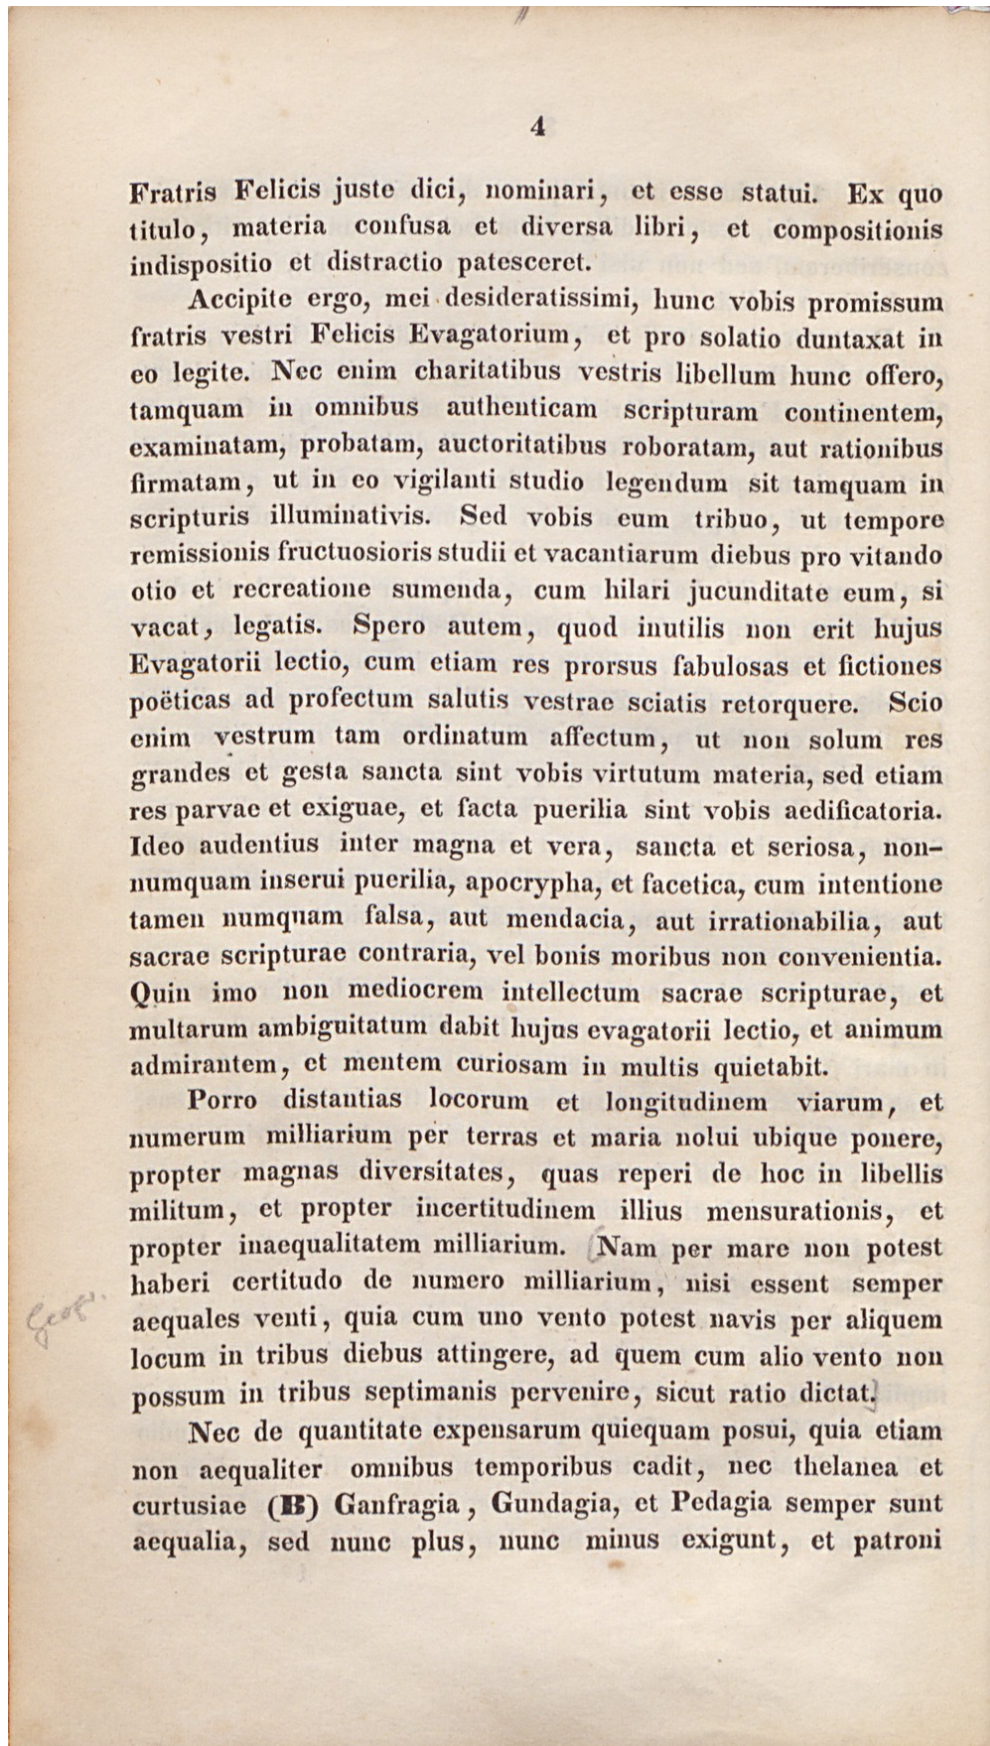 4
Fratris Felicis juste dici, nominari, et esse statui. Ex quo
titulo, materia confusa et diversa libri, et compositionis
indispositio et distractio patesceret.
Accipite ergo, mei desideratissimi, hunc vobis promissum
fratris vestri Felicis Evagatorium, et pro solatio duntaxat in
eo legite. Nec enim charitatibus vestris libellum hunc offero,
tamquam in omnibus authenticam scripturam continentem,
examinatam, probatam, auctoritatibus roboratam, aut rationibus
firmatam, ut in eo vigilanti studio legendum sit tamquam in
scripturis illuminativis. Sed vobis eum tribuo, ut tempore
remissionis fructuosioris studii et vacantiarum diebus pro vitando
otio et recreatione sumenda, cum hilari jucunditate eum, si
vacat, legatis. Spero autem, quod inutilis non erit hujus
Evagatorii lectio, cum etiam res prorsus fabulosas et fictiones
poëticas ad profectum salutis vestrae sciatis retorquere. Scio
enim vestrum tam ordinatum affectum, ut non solum res
grandes et gesta sancta sint vobis virtutum materia, sed etiam
res parvae et exiguae, et facta puerilia sint vobis aedificatoria.
Ideo audentius inter magna et vera, sancta et seriosa, non-
numquam inserui puerilia, apocrypha, et facetica, cum intentione
tamen numquam falsa, aut mendacia, aut irrationabilia, aut
sacrae scripturae contraria, vel bonis moribus non convenientia.
Quin imo non mediocrem intellectum sacrae scripturae, et
multarum ambiguitatum dabit hujus evagatorii lectio, et animum
admirantem, et mentem curiosam in multis quietabit.
Porro distantias locorum et longitudinem viarum, et
numerum milliarium per terras et maria nolui ubique ponere,
propter magnas diversitates, quas reperi de hoc in libellis
militum, et propter incertitudinem illius mensurationis, et
propter inaequalitatem milliarium. (Nam per mare non potest
haberi certitudo de numero milliarium, nisi essent semper
Geogr.
aequales venti, quia cum uno vento potest navis per aliquem
locum in tribus diebus attingere, ad quem cum alio vento non
possum in tribus septimanis pervenire, sicut ratio dictat.)
Nec de quantitate expensarum quicquam posui, quia etiam
non aequaliter omnibus temporibus cadit, nec thelanea et
curtusiae (B) Ganfragia, Gundagia, et Pedagia semper sunt
aequalia, sed nunc plus, nunc minus exigunt, et patroni